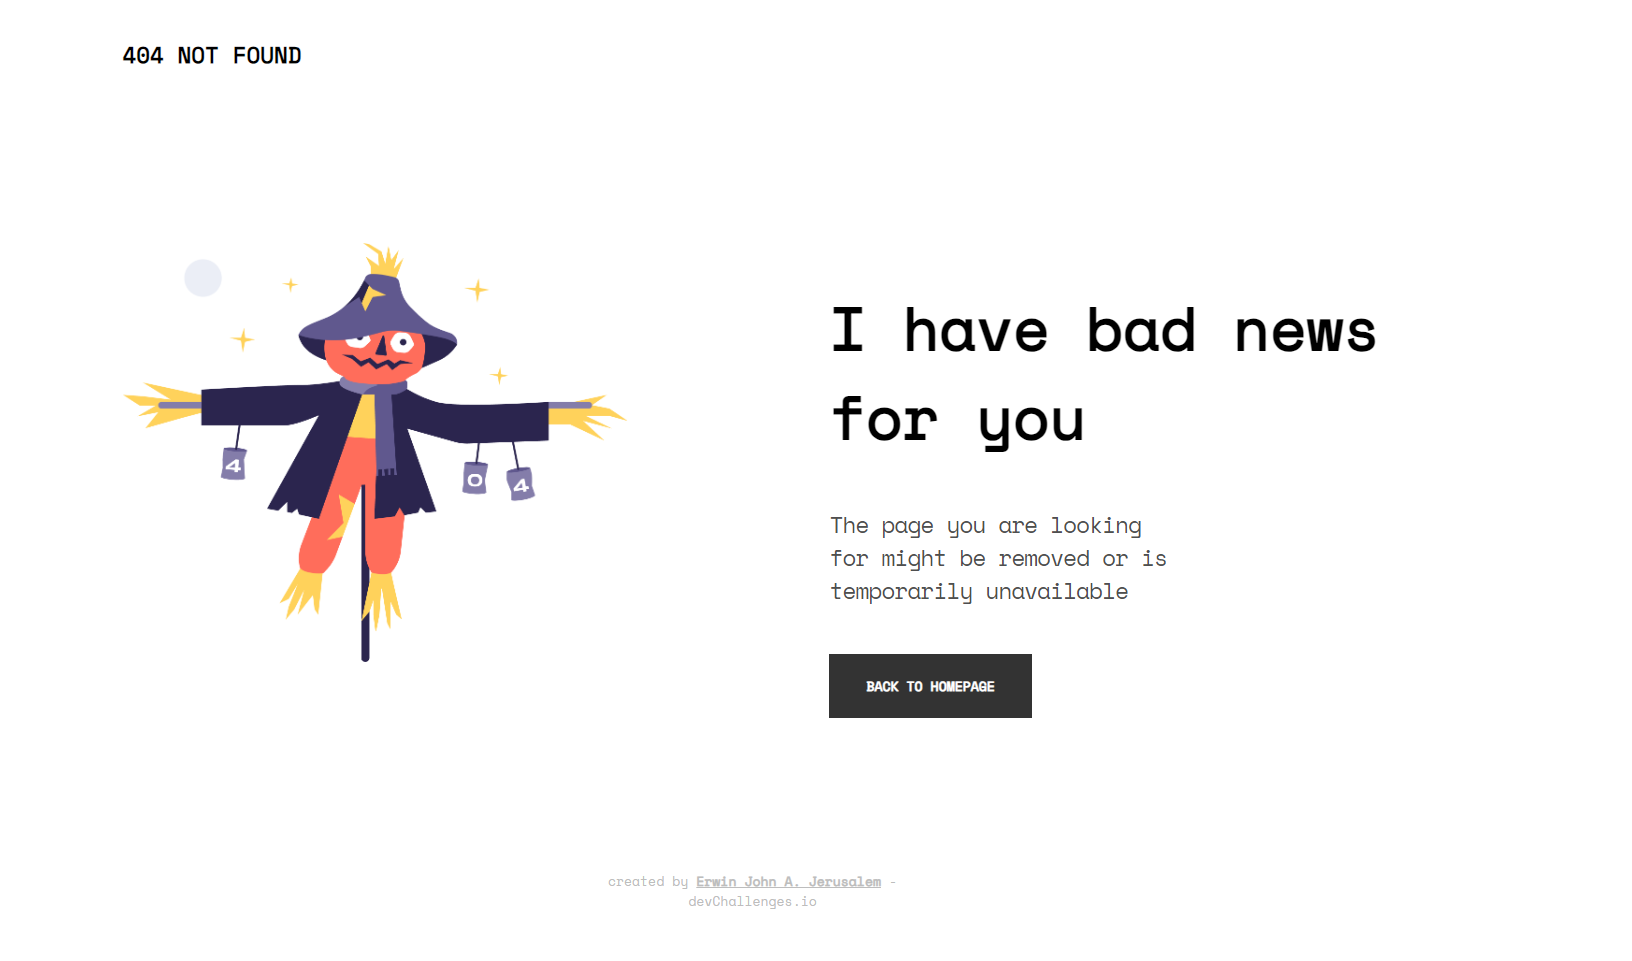 404 NOT FOUND
4
0
4
I have bad news
for you
The page you are looking
for might be removed or is
temporarily unavailable
BACK TO HOMEPAGE
created by Erwin John A. Jerusalem -
devChallenges.io